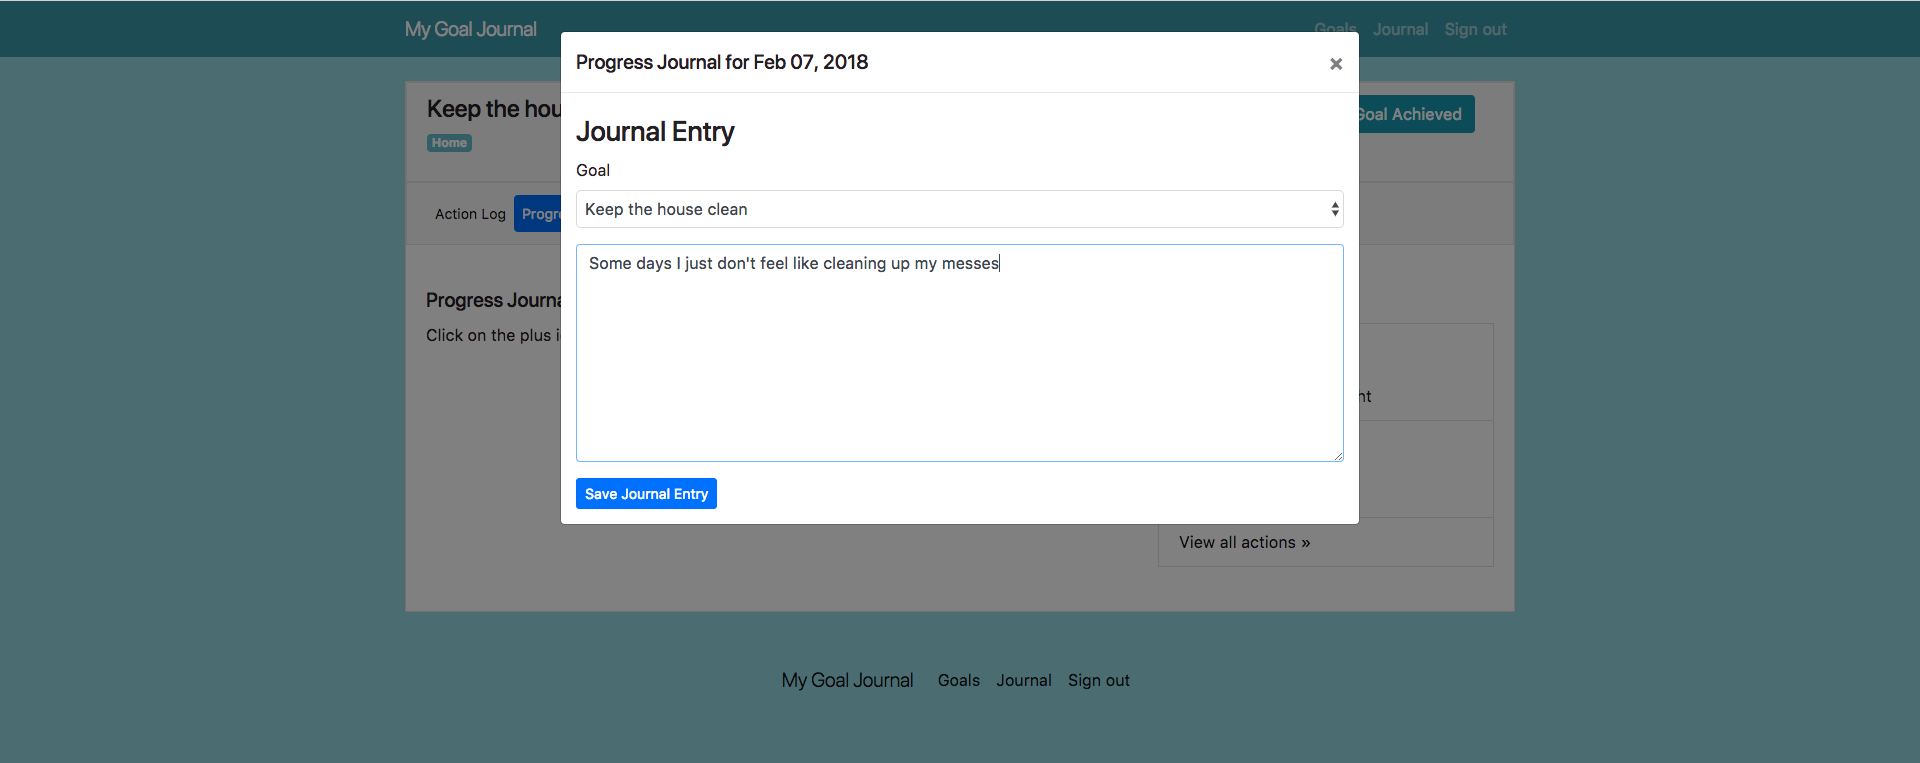 My Goal Journal
Goals Journal Sign out
Progress Journal for Feb 07, 2018
×
Keep the hou
Goal Achieved
Home
Journal Entry
Goal
Keep the house clean
Action Log
Progre
Some days I just don't feel like cleaning up my messes
Progress Journa
Click on the plus i
nt
Save Journal Entry
View all actions »
My Goal Journal Goals Journal Sign out